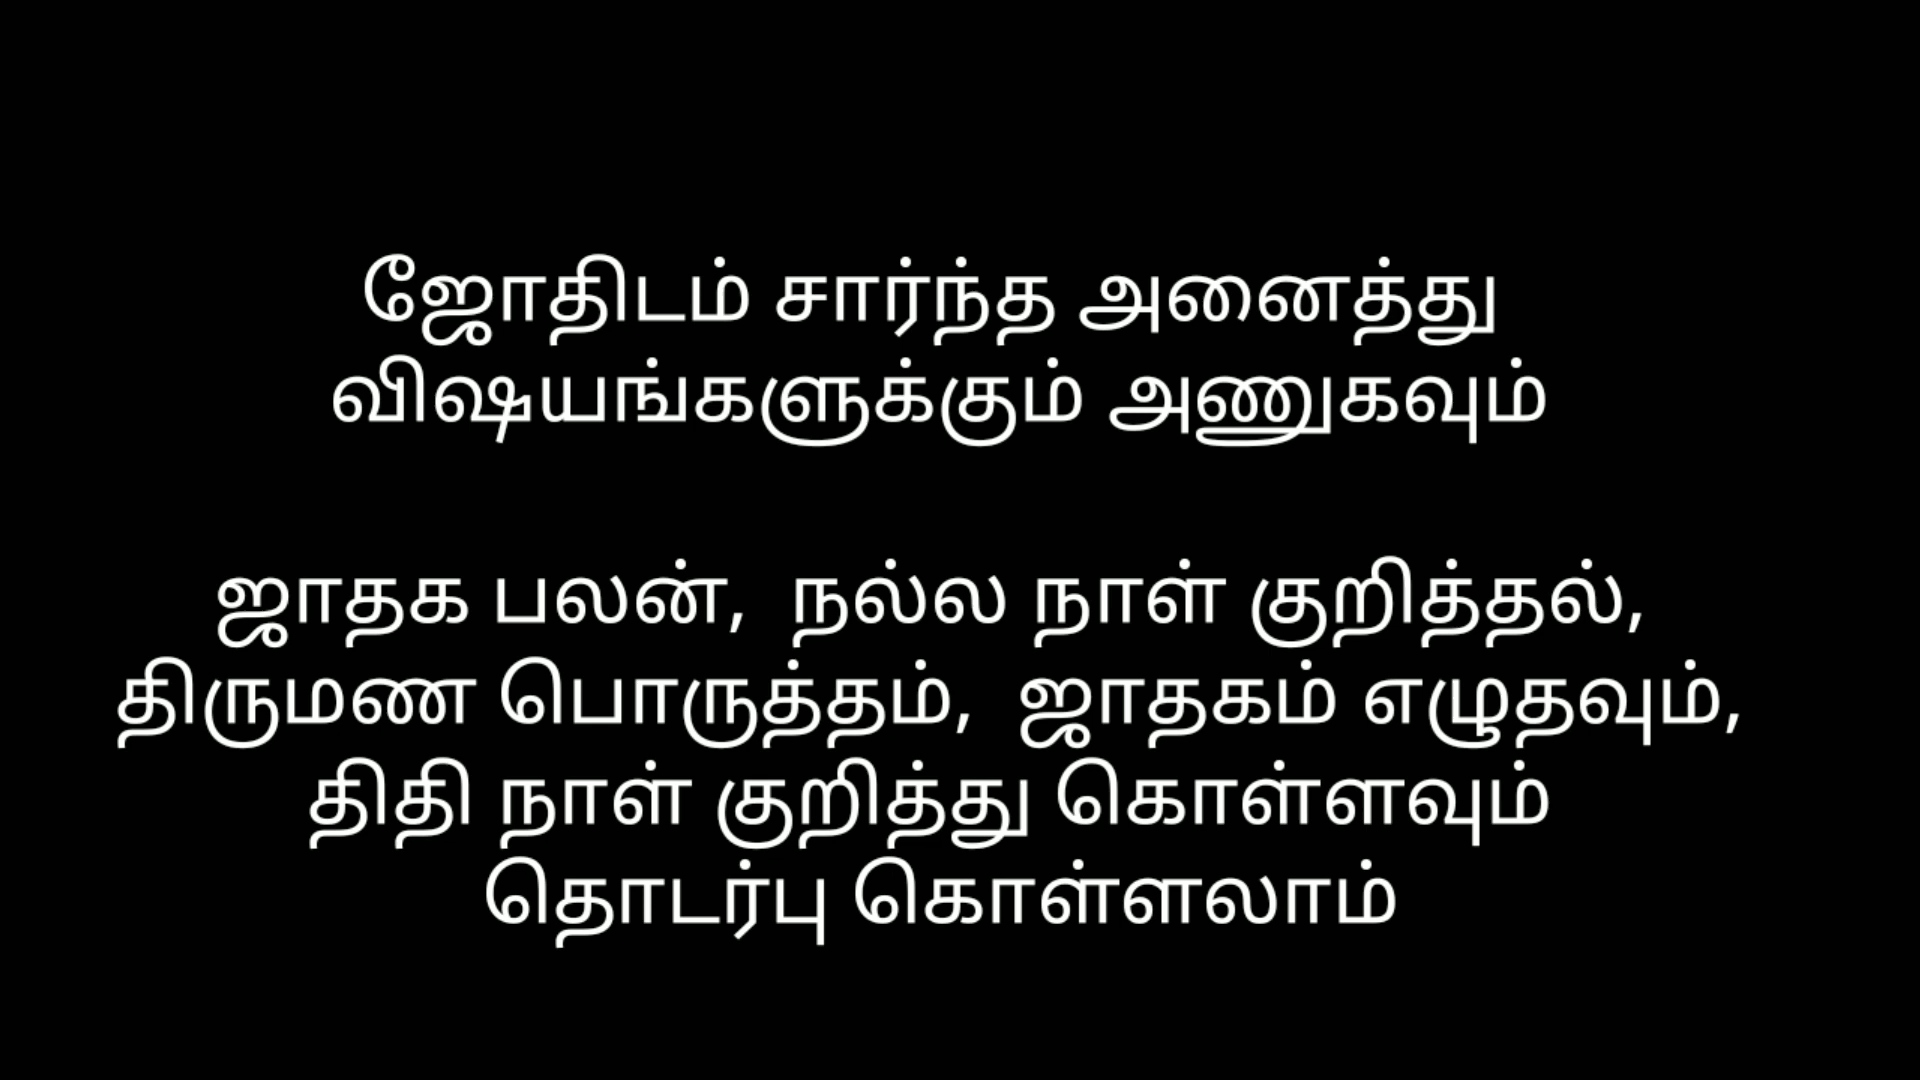 ஜோதிடம் சார்ந்த அனைத்து
விஷயங்களுக்கும் அணுகவும்
ஜாதக பலன், நல்ல நாள் குறித்தல்,
திருமண பொருத்தம், ஜாதகம் எழுதவும்,
திதி நாள் குறித்து கொள்ளவும்
தொடர்பு கொள்ளலாம்